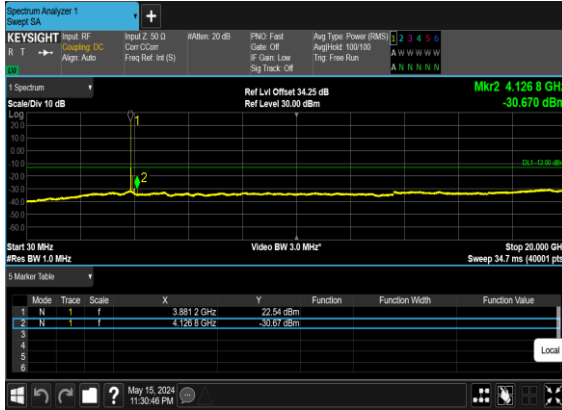 Spectrum Analyzer 1
Swept SA
+
KEYSIGHT Input: RF Input Z: 50 Ω #Atten: 20 dB PNO: Fast Avg Type: Power (RMS) 1 2 3 4 5 6
R T Coupling: DC Corr CCorr Gate: Off Avg|Hold: 100/100 A W W W W W
Align: Auto Freq Ref: Int (S) IF Gain: Low Trig: Free Run
Sig Track: Off A N N N N N
1 Spectrum
Ref Lvl Offset 34.25 dB Mkr2 4.126 8 GHz
Scale/Div 10 dB Ref Level 30.00 dBm -30.670 dBm
Log
20.0
10.0
0.00
-10.0
-20.0
-30.0
-40.0
-50.0
-60.0
1
2
DL1 -13.00 dBm
Start 30 MHz Video BW 3.0 MHz* Stop 20.000 GH
#Res BW 1.0 MHz Sweep 34.7 ms (40001 pts
5 Marker Table
Mode Trace Scale X Y Function Function Width Function Value
1 N 1 f 3.881 2 GHz 22.54 dBm
2 N 1 f 4.126 8 GHz -30.67 dBm
3
4
5
6
Local
? May 15, 2024
11:30:46 PM